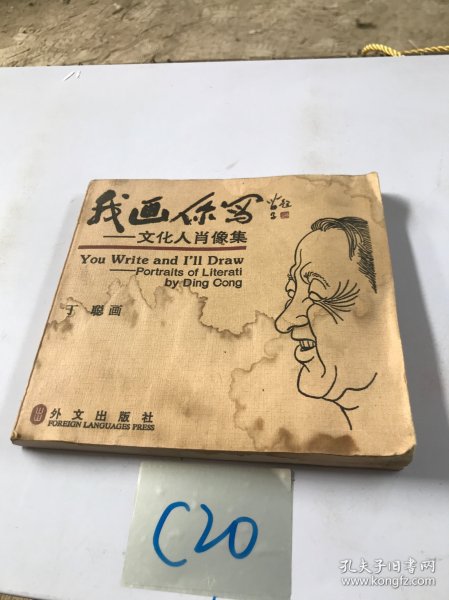 我画你写
——文化人肖像集
You Write and I'll Draw
——Portraits of Literati
by Ding Cong
丁聪画
外文出版社
FOREIGN LANGUAGES PRESS
C20
孔夫子旧书网
www.kongfz.com